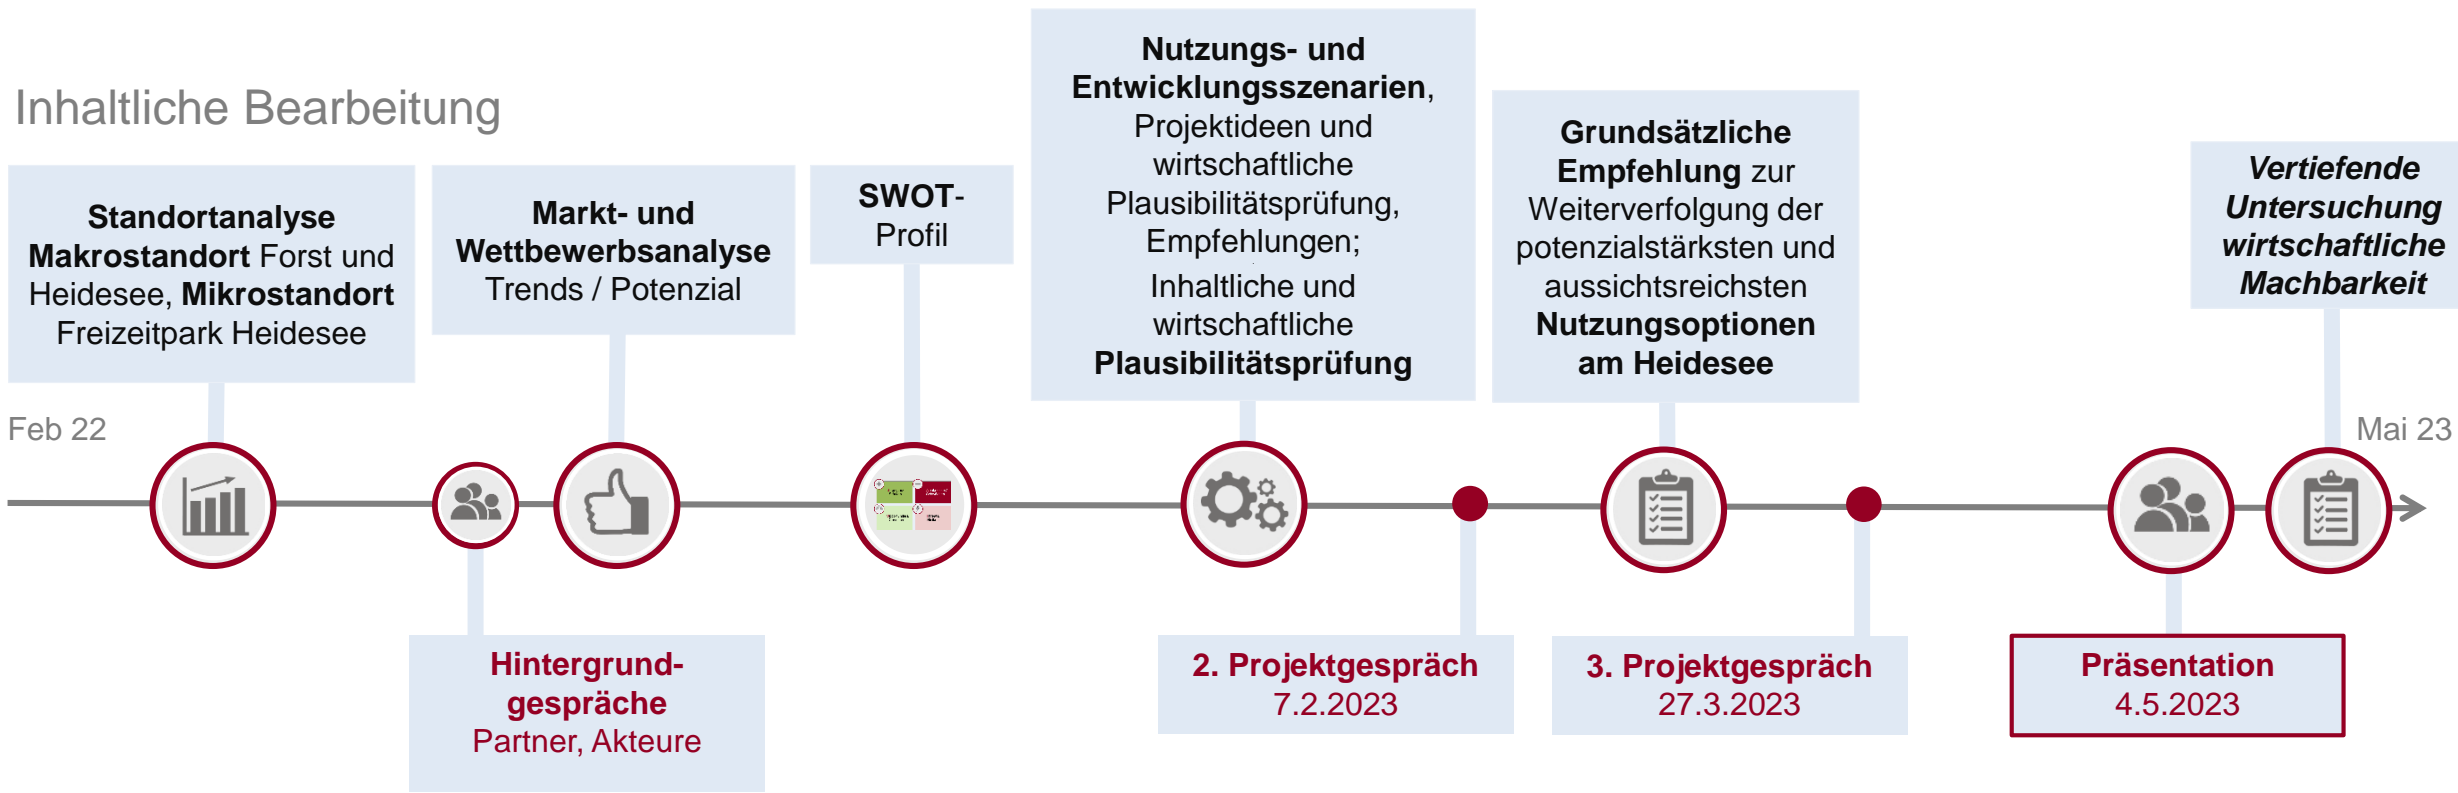 Inhaltliche Bearbeitung
Standortanalyse
Makrostandort Forst und
Heidesee, Mikrostandort
Freizeitpark Heidesee
Markt- und
Wettbewerbsanalyse
Trends / Potenzial
SWOT-
Profil
Nutzungs- und
Entwicklungsszenarien,
Projektideen und
wirtschaftliche
Plausibilitätsprüfung,
Empfehlungen;
Inhaltliche und
wirtschaftliche
Plausibilitätsprüfung
Grundsätzliche
Empfehlung zur
Weiterverfolgung der
potenzialstärksten und
aussichtsreichsten
Nutzungsoptionen
am Heidesee
Vertiefende
Untersuchung
wirtschaftliche
Machbarkeit
Feb 22
Mai 23
Hintergrund-
gespräche
Partner, Akteure
2. Projektgespräch
7.2.2023
3. Projektgespräch
27.3.2023
Präsentation
4.5.2023